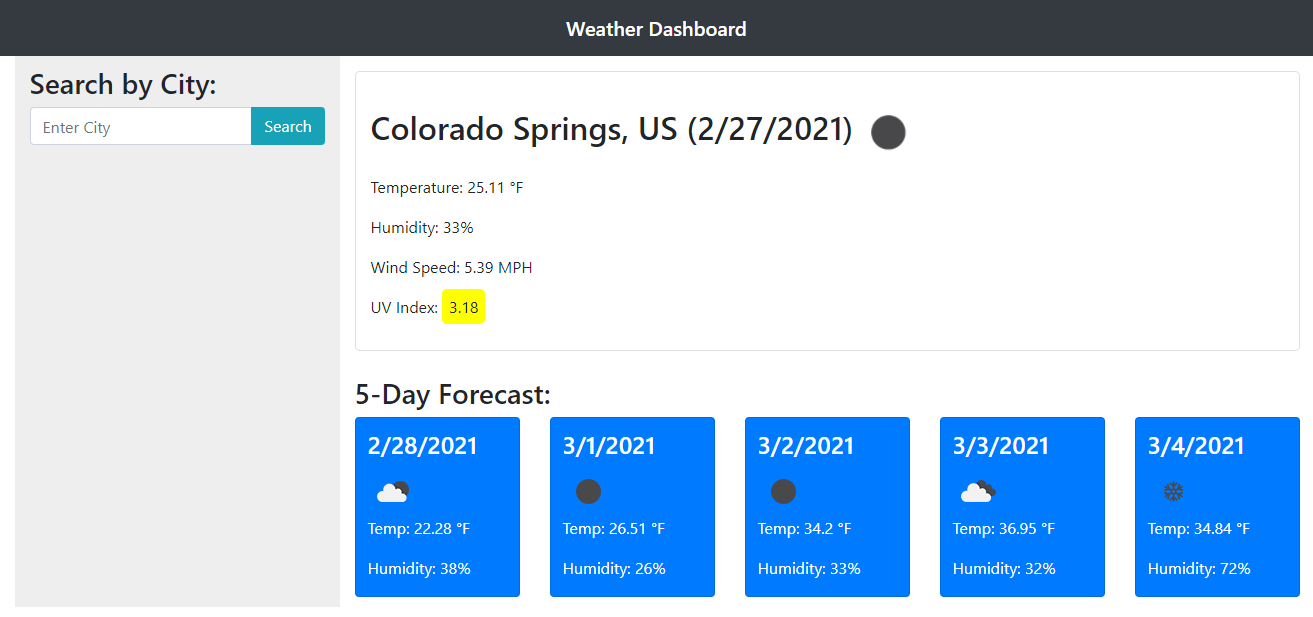 Weather Dashboard
Search by City:
Enter City
Search
Colorado Springs, US (2/27/2021)
Temperature: 25.11 °F
Humidity: 33%
Wind Speed: 5.39 MPH
UV Index: 3.18
5-Day Forecast:
2/28/2021
Temp: 22.28 °F
Humidity: 38%
3/1/2021
Temp: 26.51 °F
Humidity: 26%
3/2/2021
Temp: 34.2 °F
Humidity: 33%
3/3/2021
Temp: 36.95 °F
Humidity: 32%
3/4/2021
Temp: 34.84 °F
Humidity: 72%